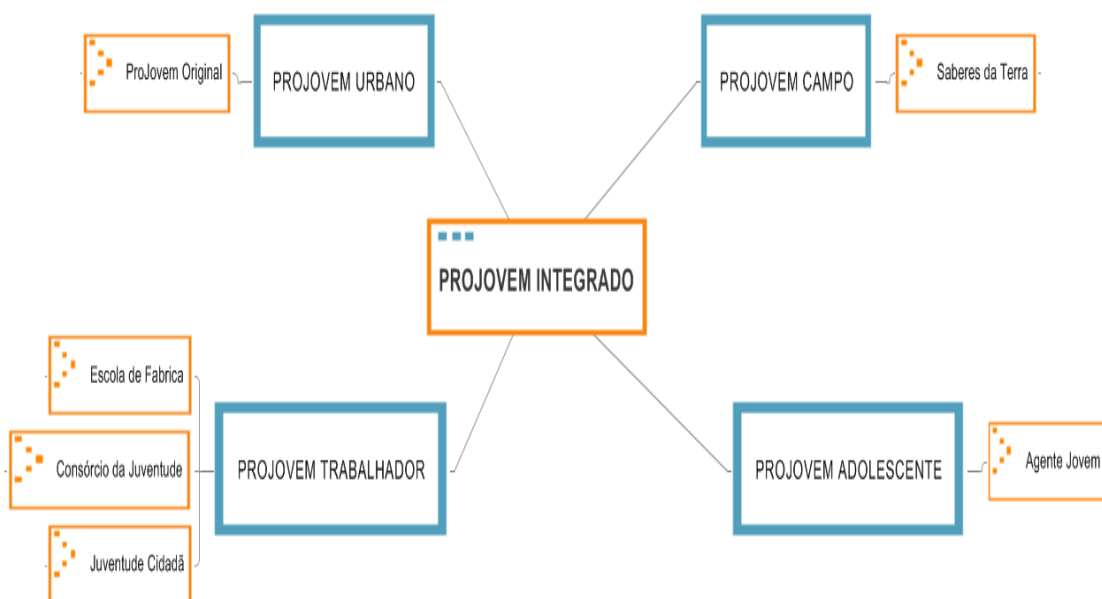 ProJovem Original
PROJOVEM URBANO
PROJOVEM CAMPO
Saberes da Terra
PROJOVEM INTEGRADO
Escola de Fabrica
Consórcio da Juventude
Juventude Cidadã
PROJOVEM TRABALHADOR
PROJOVEM ADOLESCENTE
Agente Jovem